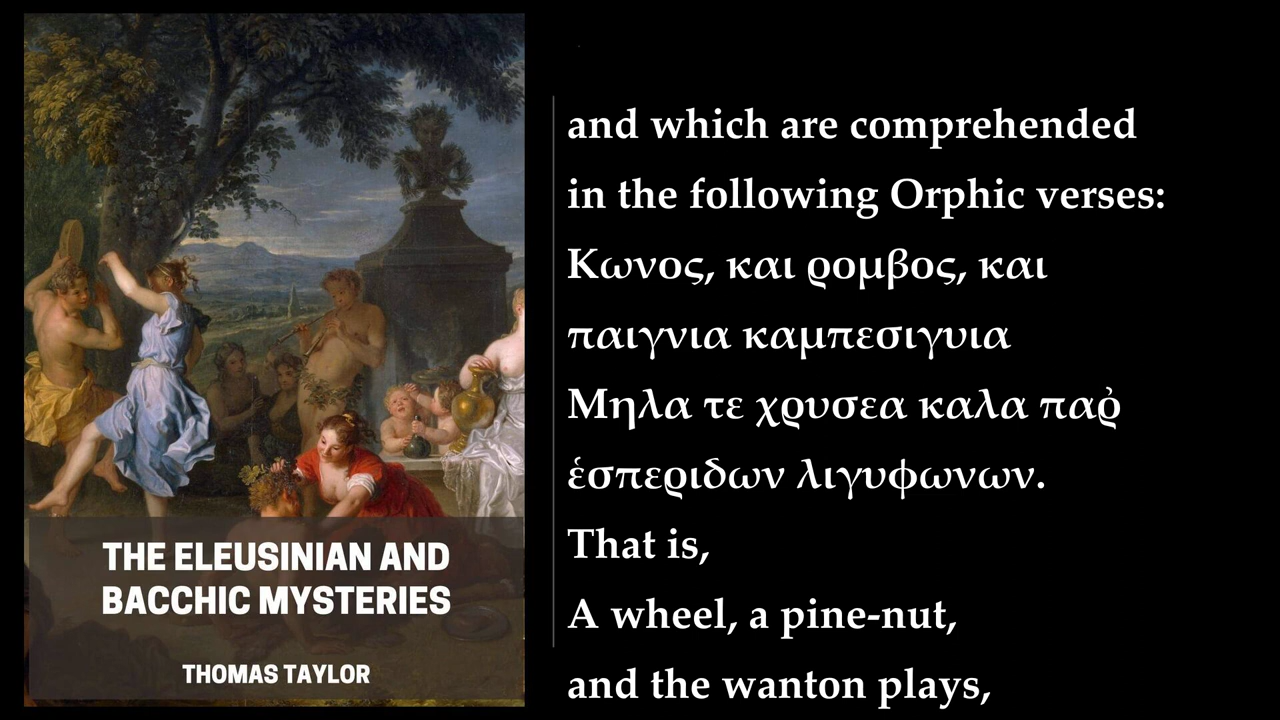 THE ELEUSINIAN AND
BACCHIC MYSTERIES
THOMAS TAYLOR
and which are comprehended
in the following Orphic verses:
Κωνος, και ρομβος, και
παιγνια καμπεσιγυια
Μηλα τε χρυσεα καλα παῤ
ἑσπεριδων λιγυφωνων.
That is,
A wheel, a pine-nut,
and the wanton plays,